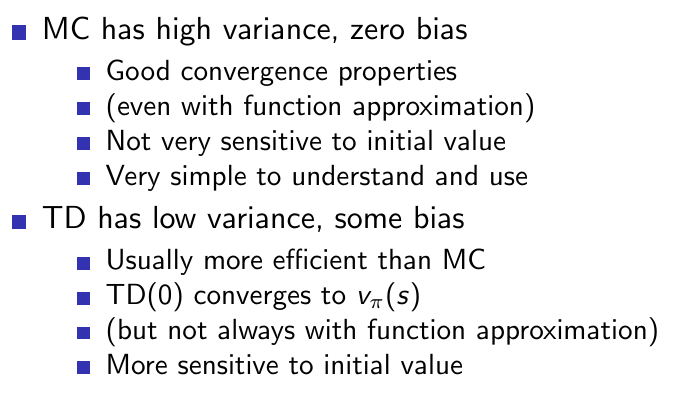 MC has high variance, zero bias
Good convergence properties
(even with function approximation)
Not very sensitive to initial value
Very simple to understand and use
TD has low variance, some bias
Usually more efficient than MC
TD(0) converges to vπ(s)
(but not always with function approximation)
More sensitive to initial value